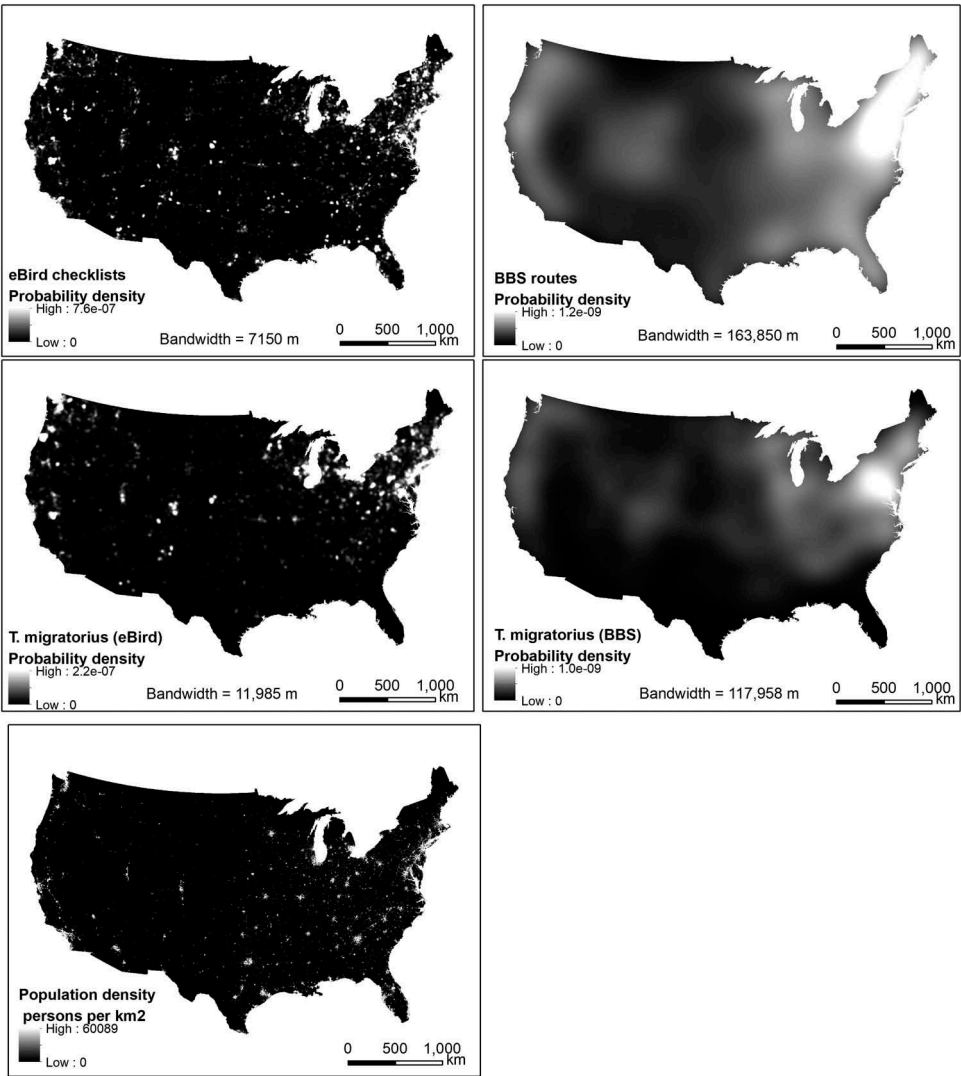 eBird checklists
Probability density
High : 7.6e-07
Low : 0
Bandwidth = 7150 m
0 500 1,000
km
BBS routes
Probability density
High : 1.2e-09
Low : 0
Bandwidth = 163,850 m
0 500 1,000
km
T. migratorius (eBird)
Probability density
High : 2.2e-07
Low : 0
Bandwidth = 11,985 m
0 500 1,000
km
T. migratorius (BBS)
Probability density
High : 1.0e-09
Low : 0
Bandwidth = 117,958 m
0 500 1,000
km
Population density
persons per km2
High : 60089
Low : 0
0 500 1,000
km